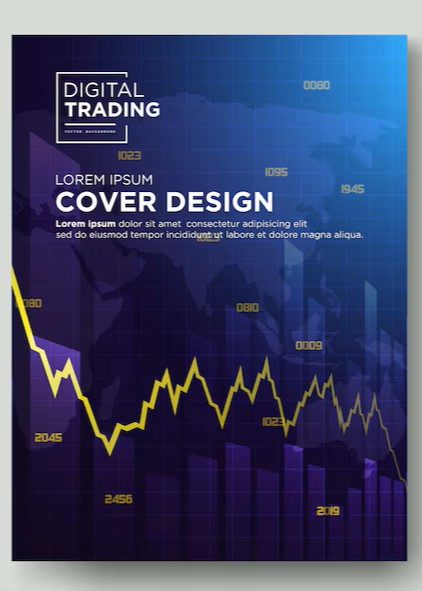 DIGITAL
TRADING
VECTOR BACKGROUND
0080
1023
1095
1945
LOREM IPSUM
COVER DESIGN
Lorem ipsum dolor sit amet consectetur adipisicing elit
sed do eiusmod tempor incididunt ut labore et dolore magna aliqua.
080
0810
0009
1023
2045
2456
2019